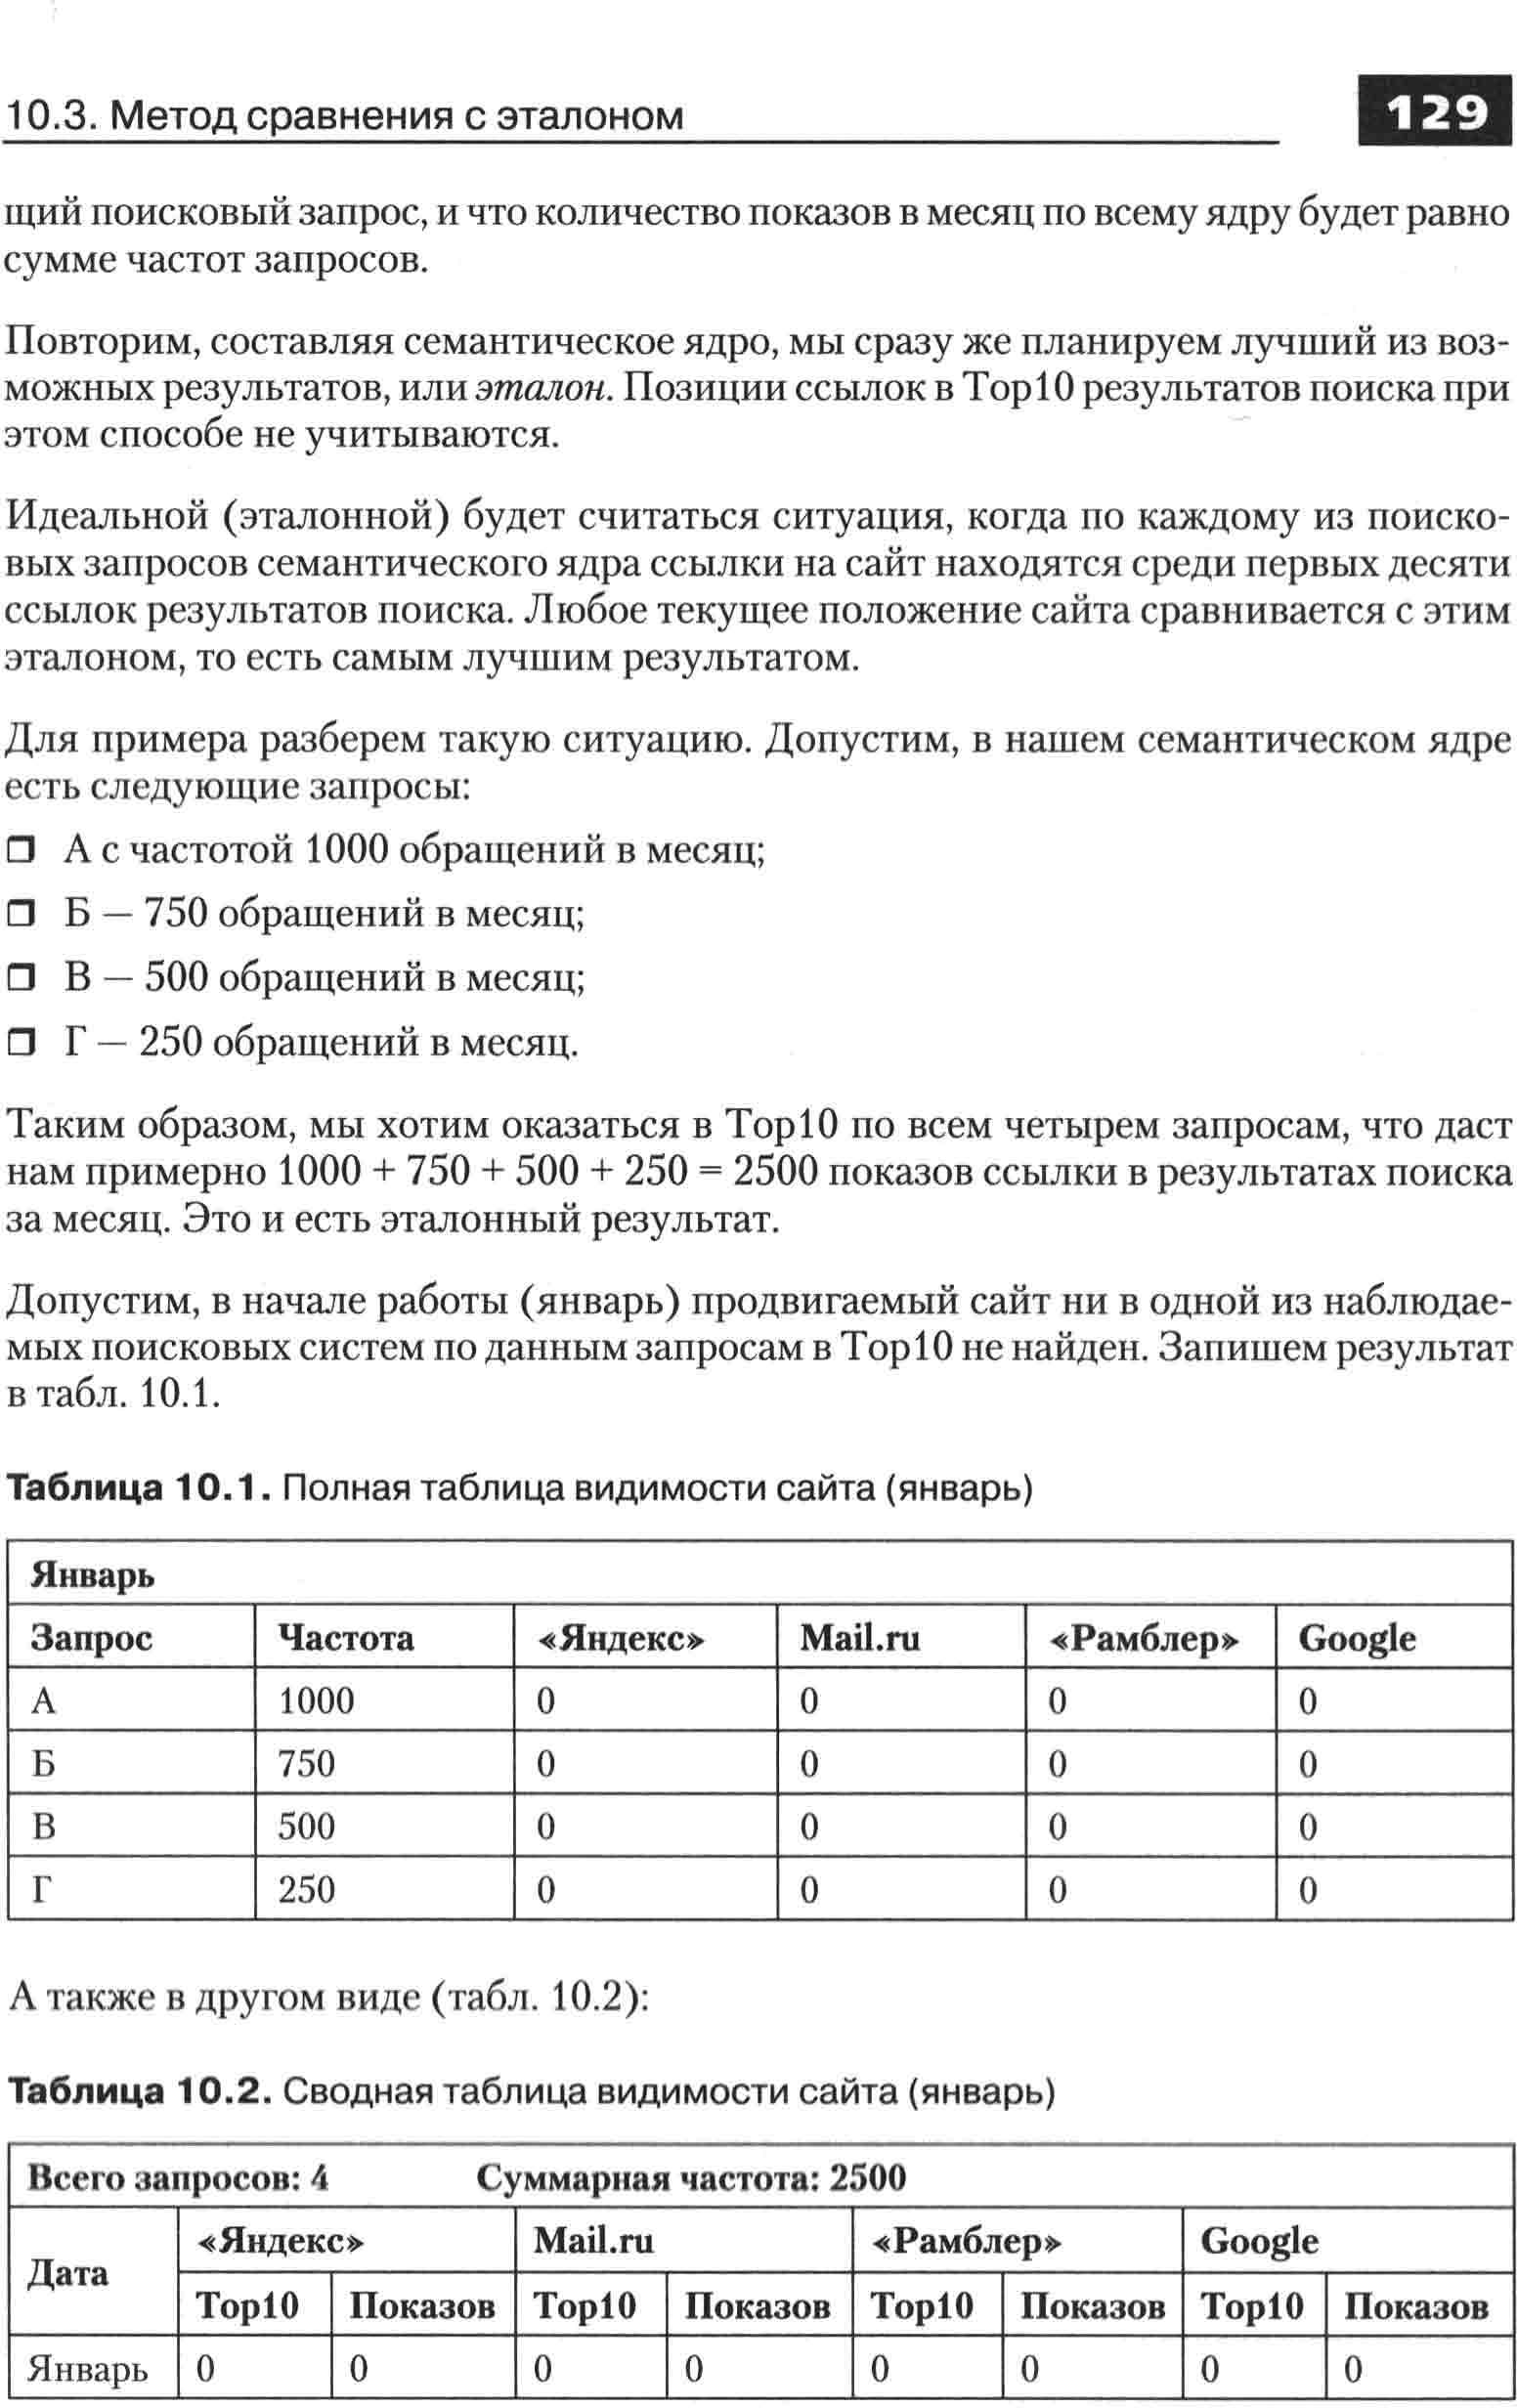 10.3. Метод сравнения с эталоном 129
щий поисковый запрос, и что количество показов в месяц по всему ядру будет равно
сумме частот запросов.
Повторим, составляя семантическое ядро, мы сразу же планируем лучший из воз-
можных результатов, или эталон. Позиции ссылок в Top10 результатов поиска при
этом способе не учитываются.
Идеальной (эталонной) будет считаться ситуация, когда по каждому из поиско-
вых запросов семантического ядра ссылки на сайт находятся среди первых десяти
ссылок результатов поиска. Любое текущее положение сайта сравнивается с этим
эталоном, то есть самым лучшим результатом.
Для примера разберем такую ситуацию. Допустим, в нашем семантическом ядре
есть следующие запросы:
❒ А с частотой 1000 обращений в месяц;
❒ Б — 750 обращений в месяц;
❒ В — 500 обращений в месяц;
❒ Г — 250 обращений в месяц.
Таким образом, мы хотим оказаться в Top10 по всем четырем запросам, что даст
нам примерно 1000 + 750 + 500 + 250 = 2500 показов ссылки в результатах поиска
за месяц. Это и есть эталонный результат.
Допустим, в начале работы (январь) продвигаемый сайт ни в одной из наблюдае-
мых поисковых систем по данным запросам в Top10 не найден. Запишем результат
в табл. 10.1.
Таблица 10.1. Полная таблица видимости сайта (январь)
Январь
Запрос Частота «Яндекс» Mail.ru «Рамблер» Google
А 1000 0 0 0 0
Б 750 0 0 0 0
В 500 0 0 0 0
Г 250 0 0 0 0
А также в другом виде (табл. 10.2):
Таблица 10.2. Сводная таблица видимости сайта (январь)
Всего запросов: 4 Суммарная частота: 2500
Дата «Яндекс» Mail.ru «Рамблер» Google
Top10 Показов Top10 Показов Top10 Показов Top10 Показов
Январь 0 0 0 0 0 0 0 0